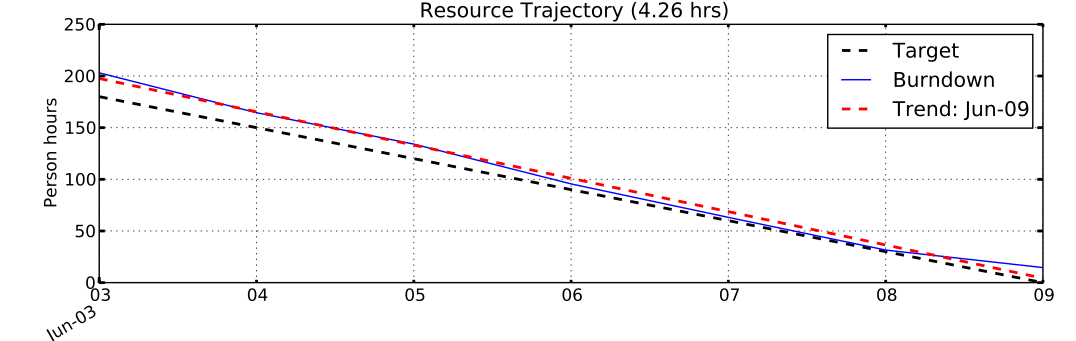 Resource Trajectory (4.26 hrs)
Person hours
250
200
150
100
50
0
Target
Burndown
Trend: Jun-09
03 04 05 06 07 08 09
Jun-03